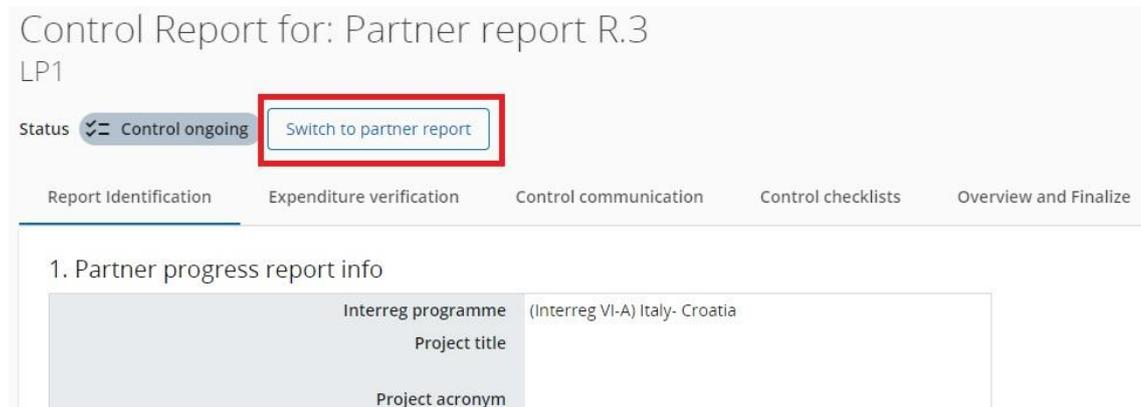 Control Report for: Partner report R.3
LP1
Status Control ongoing Switch to partner report
Report Identification Expenditure verification Control communication Control checklists Overview and Finalize
1. Partner progress report info
Interreg programme (Interreg VI-A) Italy- Croatia
Project title
Project acronym